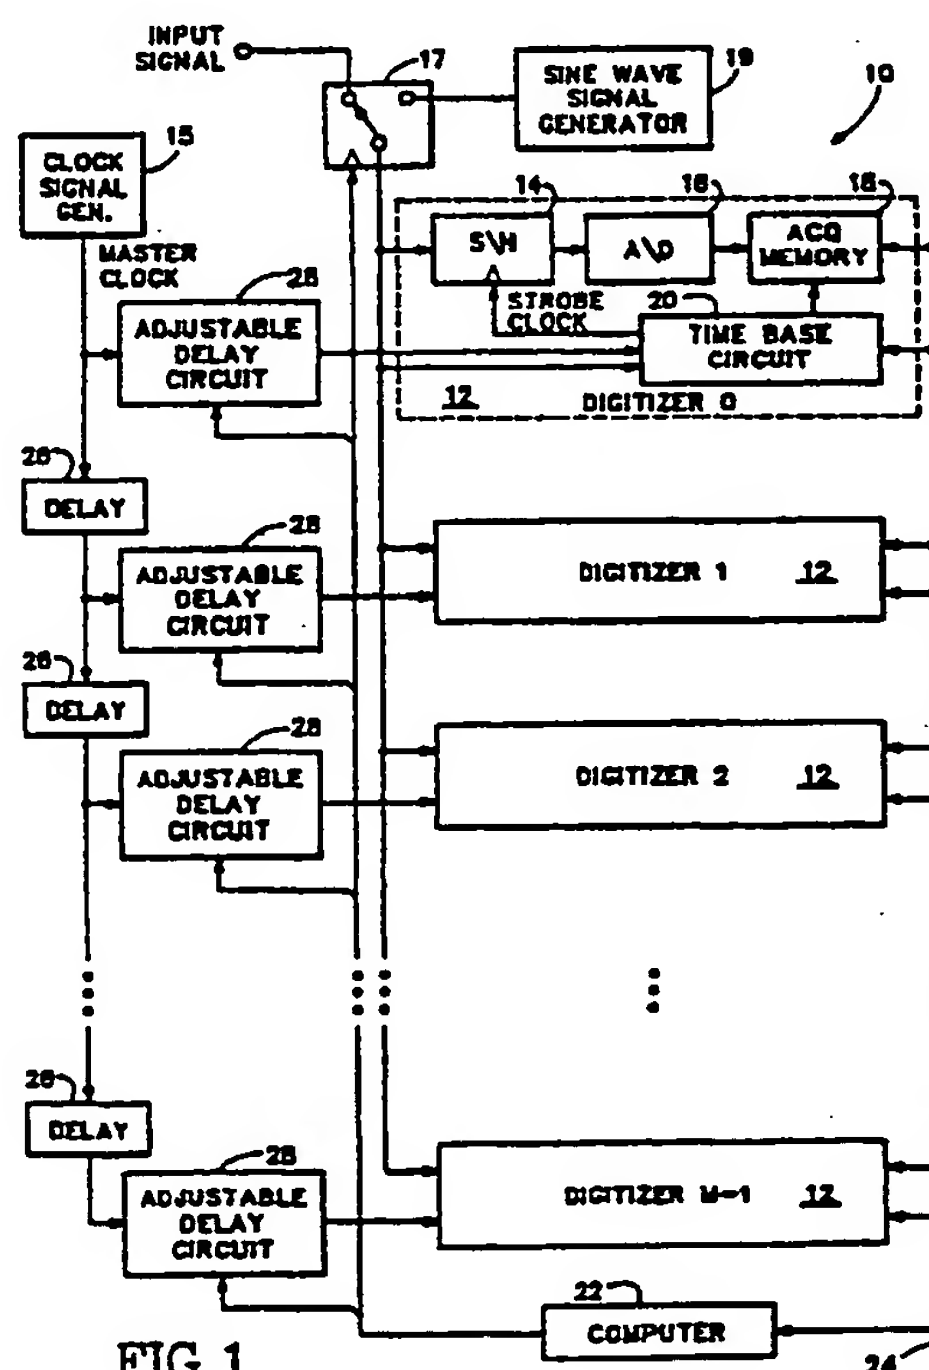 INPUT
SIGNAL
17
SINE WAVE
SIGNAL
GENERATOR
19
10
CLOCK
SIGNAL
GEN.
15
MASTER
CLOCK
14
S\H
16
A\D
18
ACQ
MEMORY
STROBE
CLOCK
20
TIME BASE
CIRCUIT
12
DIGITIZER 0
28
ADJUSTABLE
DELAY
CIRCUIT
26
DELAY
28
ADJUSTABLE
DELAY
CIRCUIT
DIGITIZER 1
12
26
DELAY
28
ADJUSTABLE
DELAY
CIRCUIT
DIGITIZER 2
12
26
DELAY
28
ADJUSTABLE
DELAY
CIRCUIT
DIGITIZER M-1
12
22
COMPUTER
24
FIG. 1